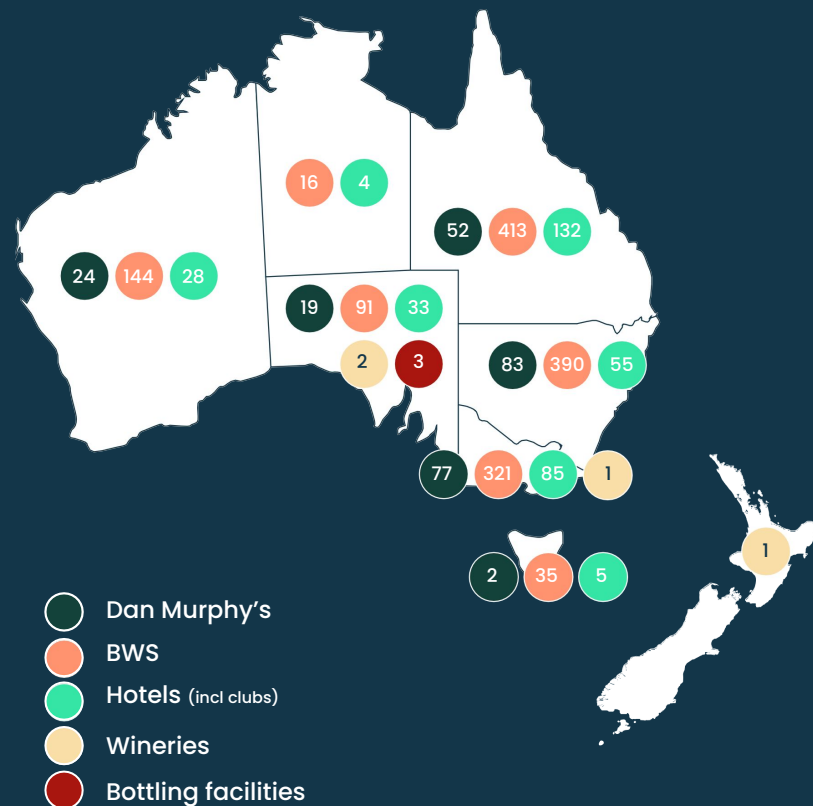 16 4
52 413 132
24 144 28
19 91 33
2 3
83 390 55
77 321 85 1
1
2 35 5
Dan Murphy’s
BWS
Hotels (incl clubs)
Wineries
Bottling facilities